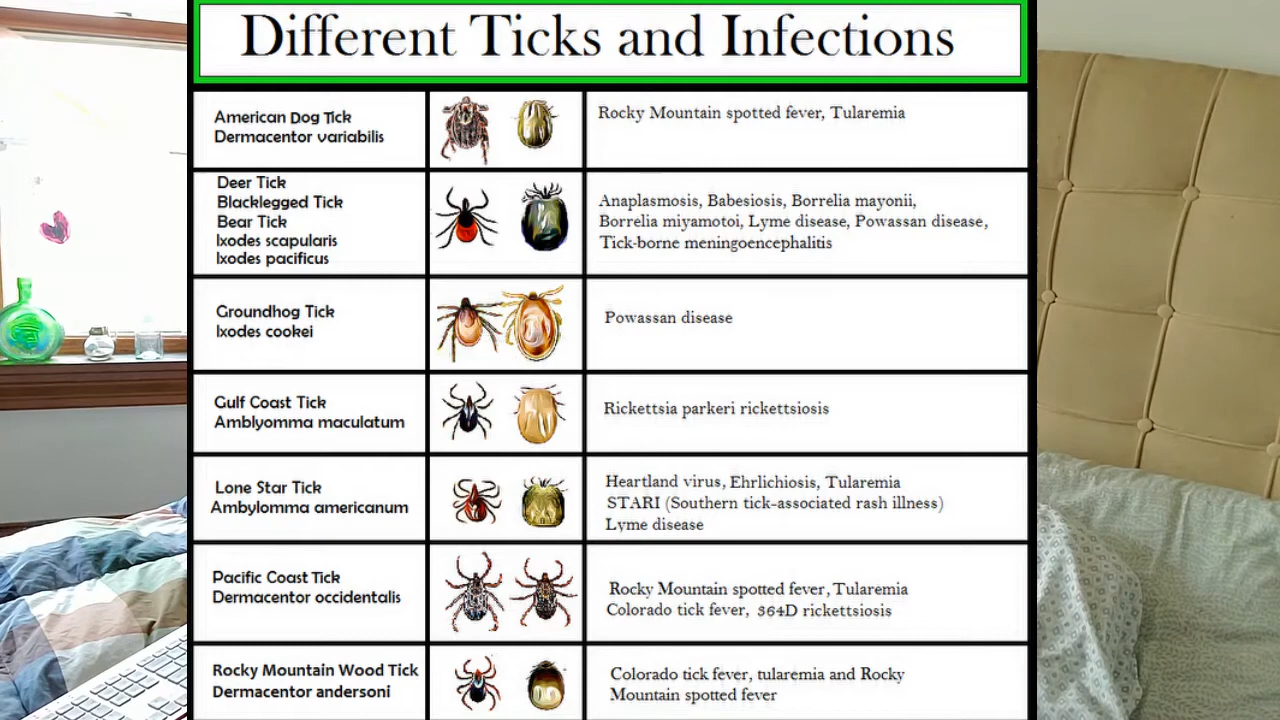 Different Ticks and Infections
American Dog Tick
Dermacentor variabilis
Rocky Mountain spotted fever, Tularemia
Deer Tick
Blacklegged Tick
Bear Tick
Ixodes scapularis
Ixodes pacificus
Anaplasmosis, Babesiosis, Borrelia mayonii,
Borrelia miyamotoi, Lyme disease, Powassan disease,
Tick-borne meningoencephalitis
Groundhog Tick
Ixodes cookei
Powassan disease
Gulf Coast Tick
Amblyomma maculatum
Rickettsia parkeri rickettsiosis
Lone Star Tick
Ambylomma americanum
Heartland virus, Ehrlichiosis, Tularemia
STARI (Southern tick-associated rash illness)
Lyme disease
Pacific Coast Tick
Dermacentor occidentalis
Rocky Mountain spotted fever, Tularemia
Colorado tick fever, 364D rickettsiosis
Rocky Mountain Wood Tick
Dermacentor andersoni
Colorado tick fever, tularemia and Rocky
Mountain spotted fever